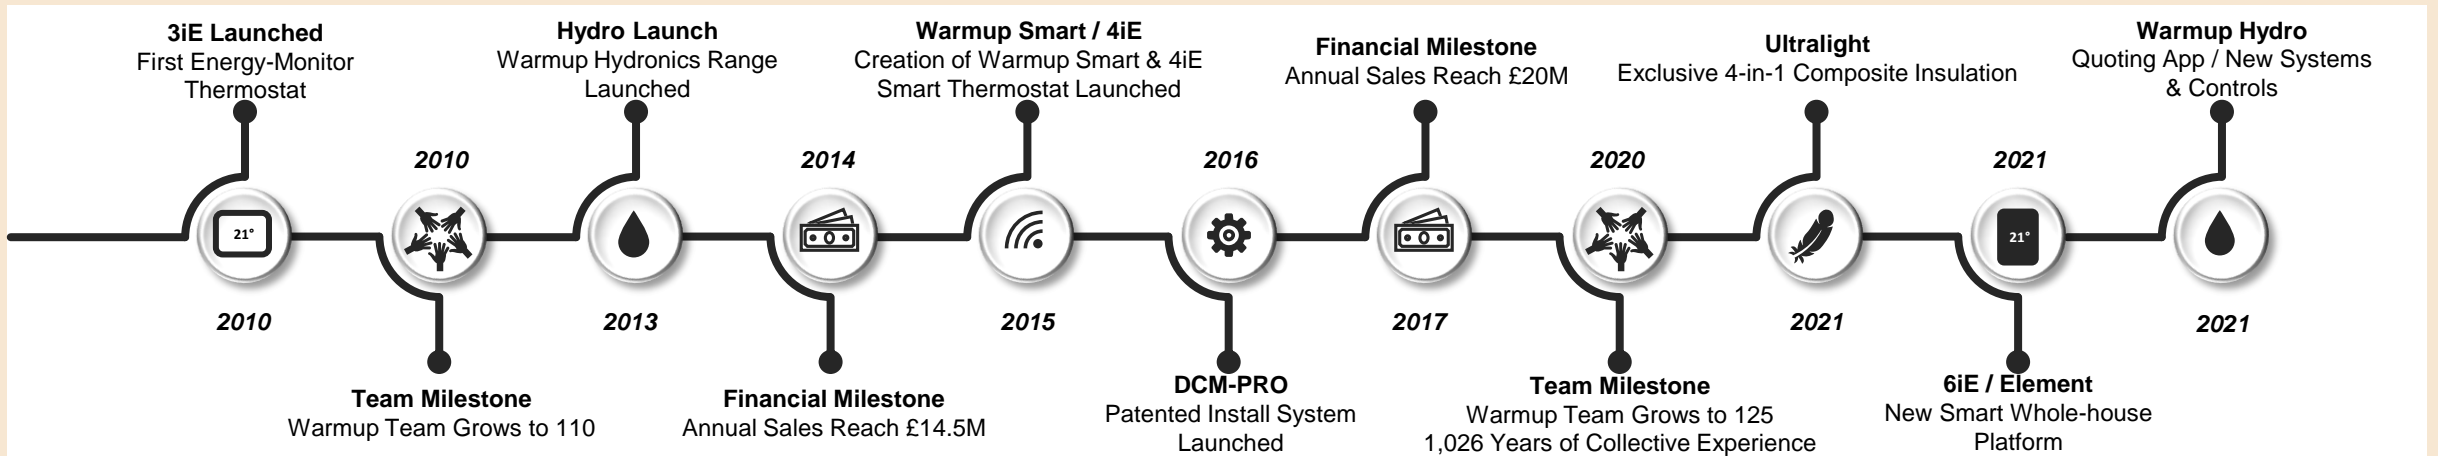 3iE Launched
First Energy-Monitor
Thermostat
21°
2010
2010
Team Milestone
Warmup Team Grows to 110
Hydro Launch
Warmup Hydronics Range
Launched
2013
2014
Financial Milestone
Annual Sales Reach £14.5M
Warmup Smart / 4iE
Creation of Warmup Smart & 4iE
Smart Thermostat Launched
2015
2016
DCM-PRO
Patented Install System
Launched
Financial Milestone
Annual Sales Reach £20M
2017
2020
Team Milestone
Warmup Team Grows to 125
1,026 Years of Collective Experience
Ultralight
Exclusive 4-in-1 Composite Insulation
2021
2021
21°
6iE / Element
New Smart Whole-house
Platform
Warmup Hydro
Quoting App / New Systems
& Controls
2021